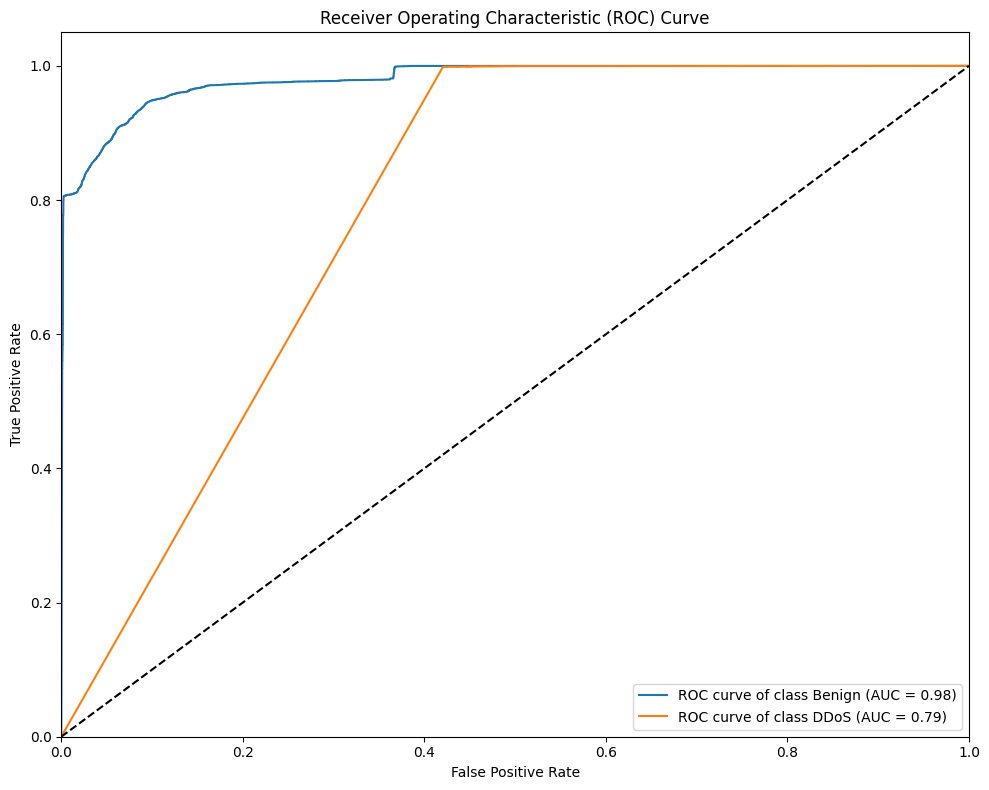 Receiver Operating Characteristic (ROC) Curve
True Positive Rate
1.0
0.8
0.6
0.4
0.2
0.0
0.0 0.2 0.4 0.6 0.8 1.0
False Positive Rate
ROC curve of class Benign (AUC = 0.98)
ROC curve of class DDoS (AUC = 0.79)